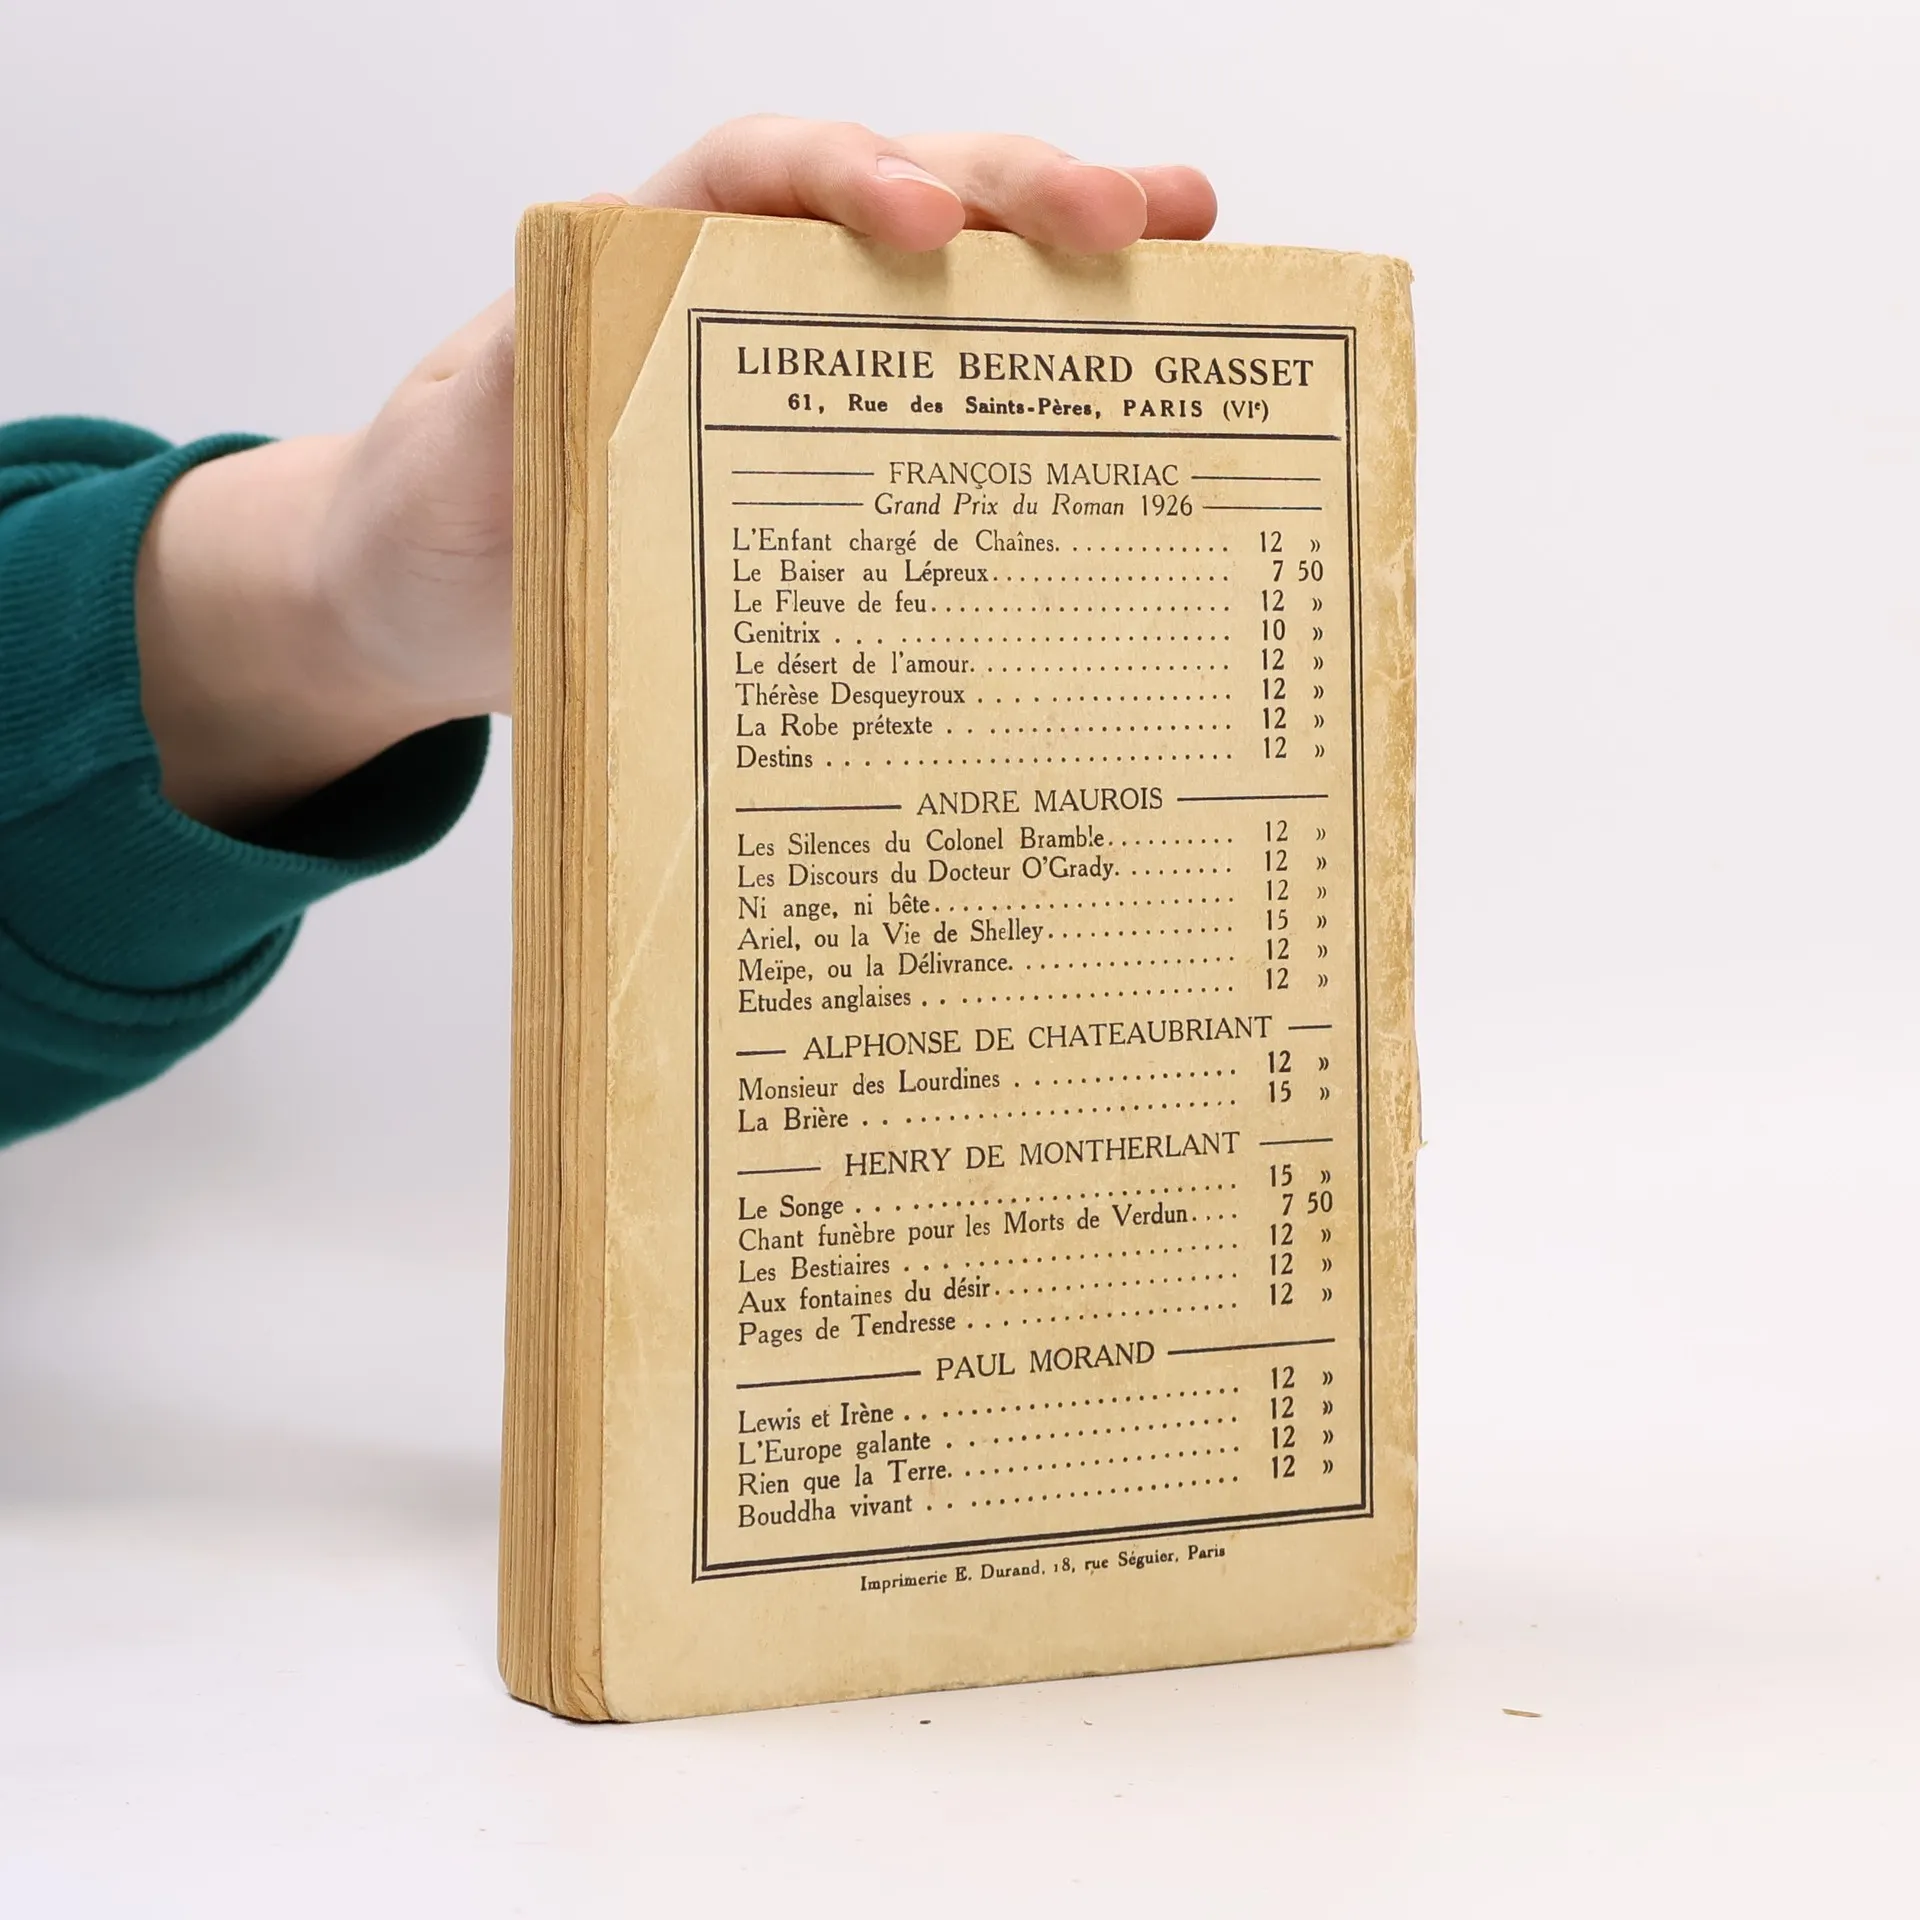 LIBRAIRIE BERNARD GRASSET
61, Rue des Saints-Pères, PARIS (VIe)
FRANÇOIS MAURIAC
Grand Prix du Roman 1926
L'Enfant chargé de Chaînes............. 12 »
Le Baiser au Lépreux................. 7 50
Le Fleuve de feu..................... 12 »
Genitrix ............................ 10 »
Le désert de l'amour.................. 12 »
Thérèse Desqueyroux .................. 12 »
La Robe prétexte .................... 12 »
Destins ............................ 12 »
ANDRE MAUROIS
Les Silences du Colonel Bramble......... 12 »
Les Discours du Docteur O'Grady........ 12 »
Ni ange, ni bête..................... 12 »
Ariel, ou la Vie de Shelley............. 15 »
Meïpe, ou la Délivrance................ 12 »
Etudes anglaises ..................... 12 »
ALPHONSE DE CHATEAUBRIANT
Monsieur des Lourdines ................ 12 »
La Brière .......................... 15 »
HENRY DE MONTHERLANT
Le Songe ........................... 15 »
Chant funèbre pour les Morts de Verdun.... 7 50
Les Bestiaires ....................... 12 »
Aux fontaines du désir................. 12 »
Pages de Tendresse ................... 12 »
PAUL MORAND
Lewis et Irène ....................... 12 »
L'Europe galante ..................... 12 »
Rien que la Terre..................... 12 »
Bouddha vivant ...................... 12 »
Imprimerie E. Durand, 18, rue Séguier, Paris